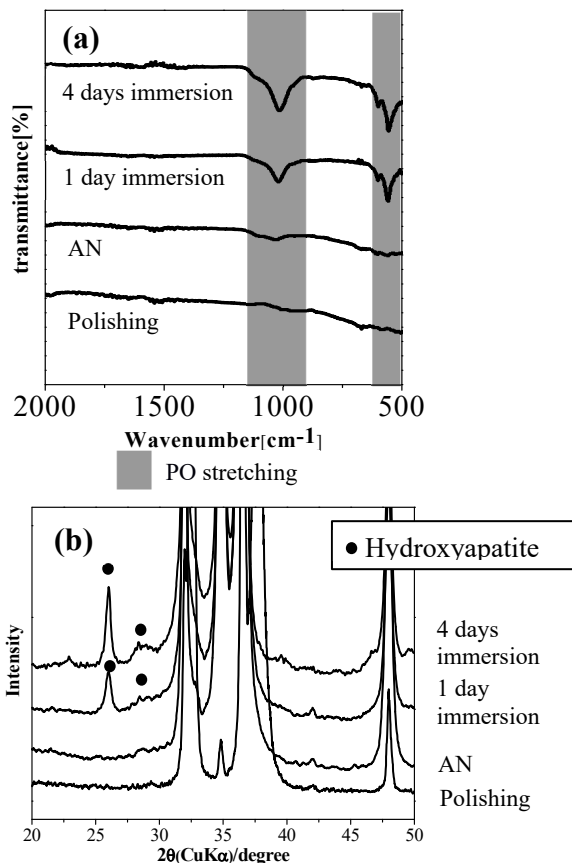 (a)
4 days immersion
1 day immersion
AN
Polishing
transmittance[%]
2000
1500
1000
500
Wavenumber[cm-1]
PO stretching
(b)
● Hydroxyapatite
4 days
immersion
1 day
immersion
AN
Polishing
Intensity
20
25
30
35
40
45
50
2θ(CuKα)/degree